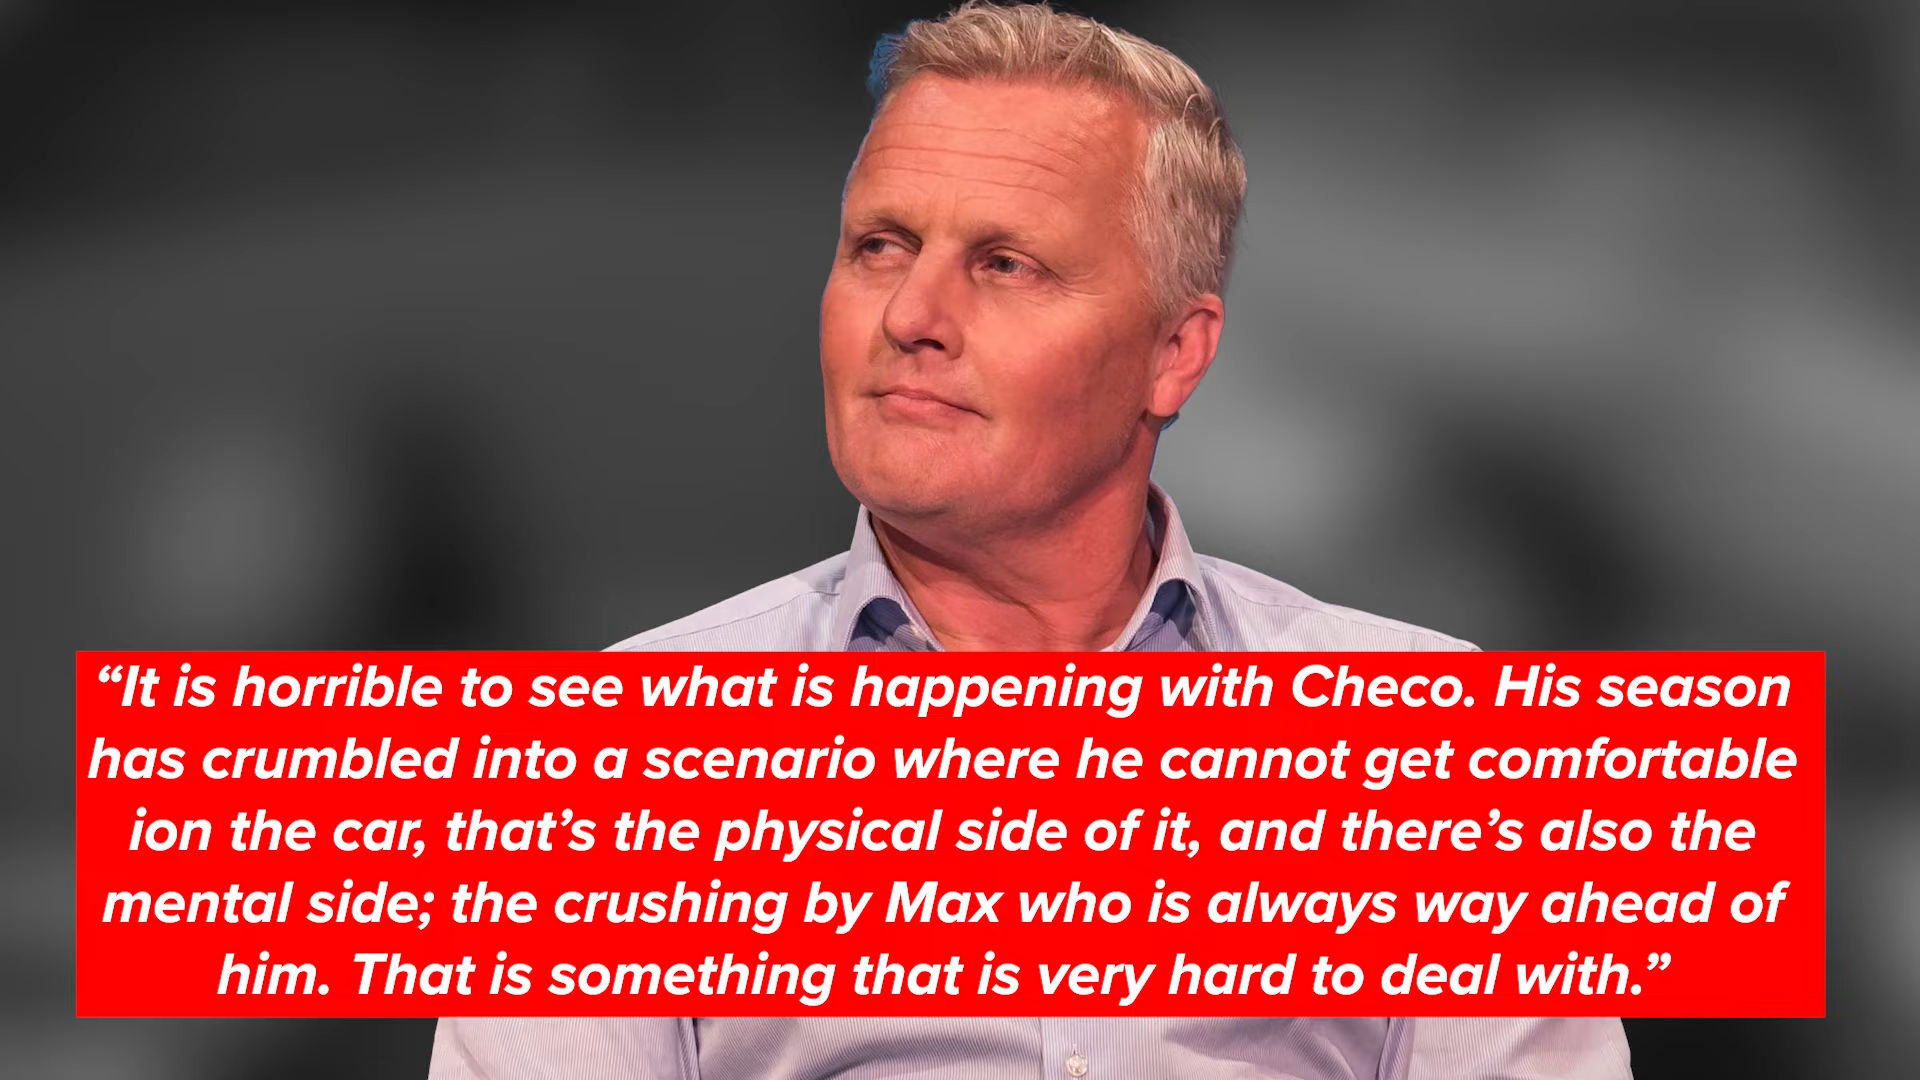 “It is horrible to see what is happening with Checo. His season
has crumbled into a scenario where he cannot get comfortable
ion the car, that’s the physical side of it, and there’s also the
mental side; the crushing by Max who is always way ahead of
him. That is something that is very hard to deal with.”